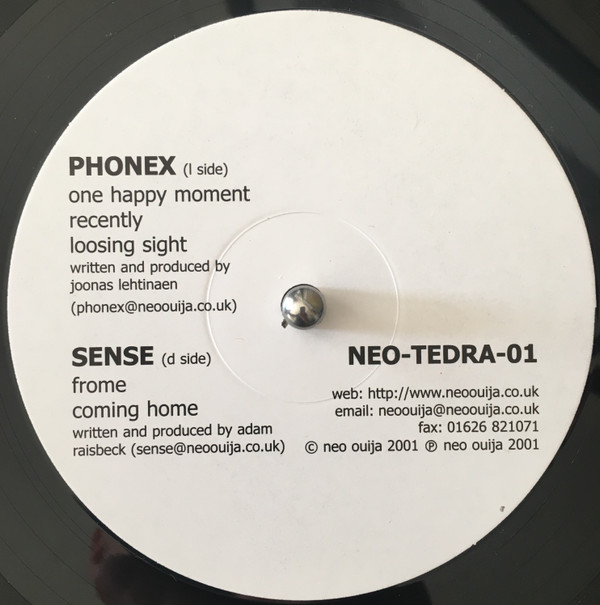 PHONEX (l side)
one happy moment
recently
loosing sight
written and produced by
joonas lehtinaen
(phonex@neoouija.co.uk)
SENSE (d side)
frome
coming home
written and produced by adam
raisbeck (sense@neoouija.co.uk)
NEO-TEDRA-01
web: http://www.neoouija.co.uk
email: neoouija@neoouija.co.uk
fax: 01626 821071
© neo ouija 2001 ℗ neo ouija 2001